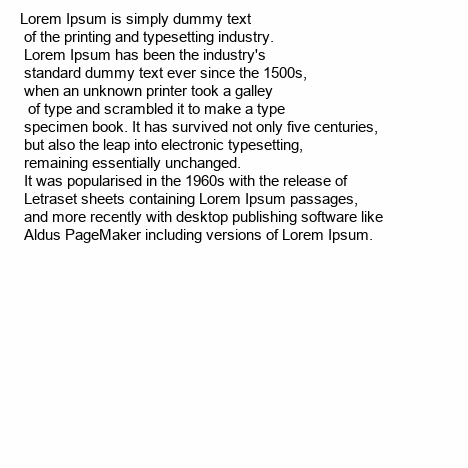 Lorem Ipsum is simply dummy text
of the printing and typesetting industry.
Lorem Ipsum has been the industry's
standard dummy text ever since the 1500s,
when an unknown printer took a galley
of type and scrambled it to make a type
specimen book. It has survived not only five centuries,
but also the leap into electronic typesetting,
remaining essentially unchanged.
It was popularised in the 1960s with the release of
Letraset sheets containing Lorem Ipsum passages,
and more recently with desktop publishing software like
Aldus PageMaker including versions of Lorem Ipsum.